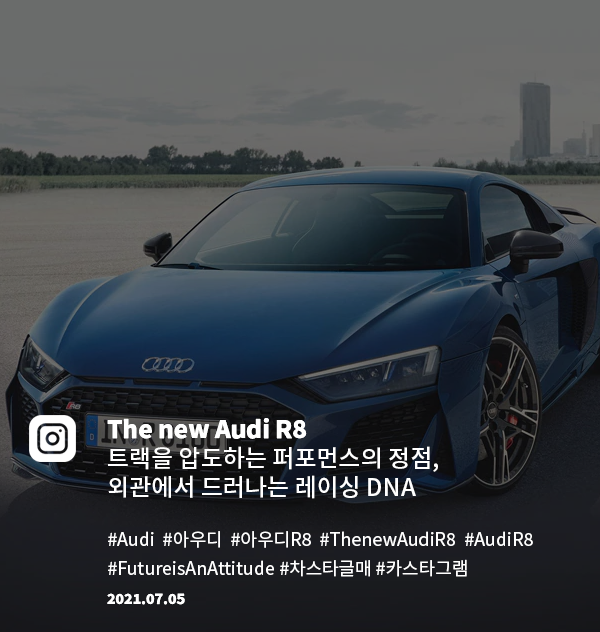 The new Audi R8
트랙을 압도하는 퍼포먼스의 정점,
외관에서 드러나는 레이싱 DNA
#Audi #아우디 #아우디R8 #ThenewAudiR8 #AudiR8
#FutureisAnAttitude #차스타글매 #카스타그램
2021.07.05